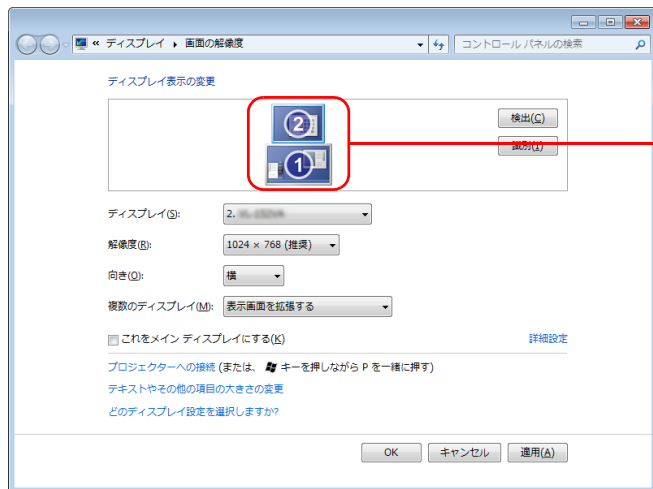 « ディスプレイ ▸ 画面の解像度
コントロール パネルの検索
ディスプレイ表示の変更
2
1
検出(C)
識別(I)
ディスプレイ(S): 2.
解像度(R): 1024 × 768 (推奨)
向き(O): 横
複数のディスプレイ(M): 表示画面を拡張する
これをメイン ディスプレイにする(K)
詳細設定
プロジェクターへの接続 (または、 キーを押しながら P を一緒に押す)
テキストやその他の項目の大きさの変更
どのディスプレイ設定を選択しますか?
OK キャンセル 適用(A)